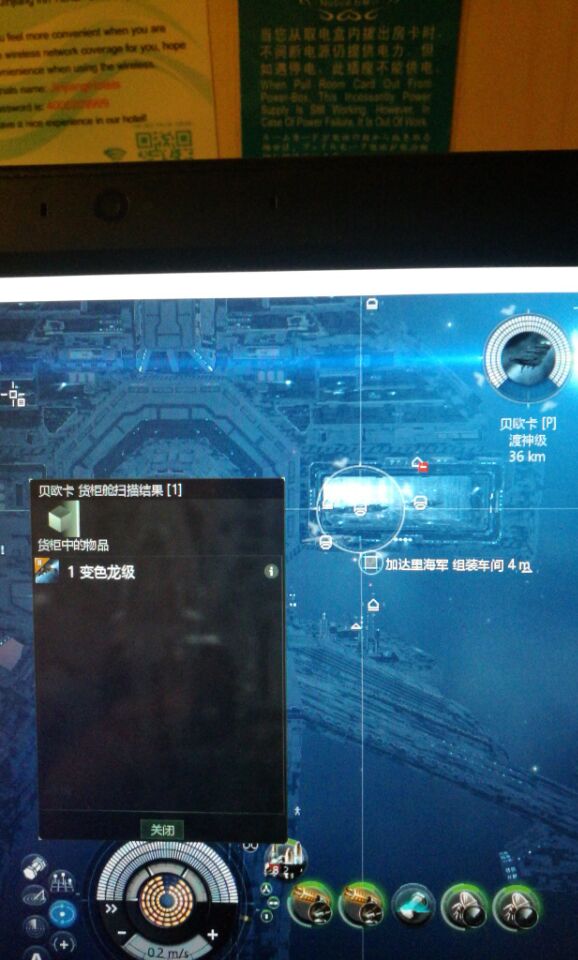 u feel more convenient when you are
wireless network coverage for you, hope
nvenience when using the wireless.
ave a nice experience in our hotel!
当您从取电盒内拔出房卡时,
不间断电源仍提供电力,但
如遇停电,此插座不能供电.
When Pull Room Card Out From
Power-Box, This Incessantly Power
Supply Is Still Working. However, In
Case Of Power Failure, It Is Out Of Work.
贝欧卡 [P]
渡神级
36 km
贝欧卡 货柜舱扫描结果 [1]
货柜中的物品
1 变色龙级
加达里海军 组装车间 4 m
关闭
0.2 m/s